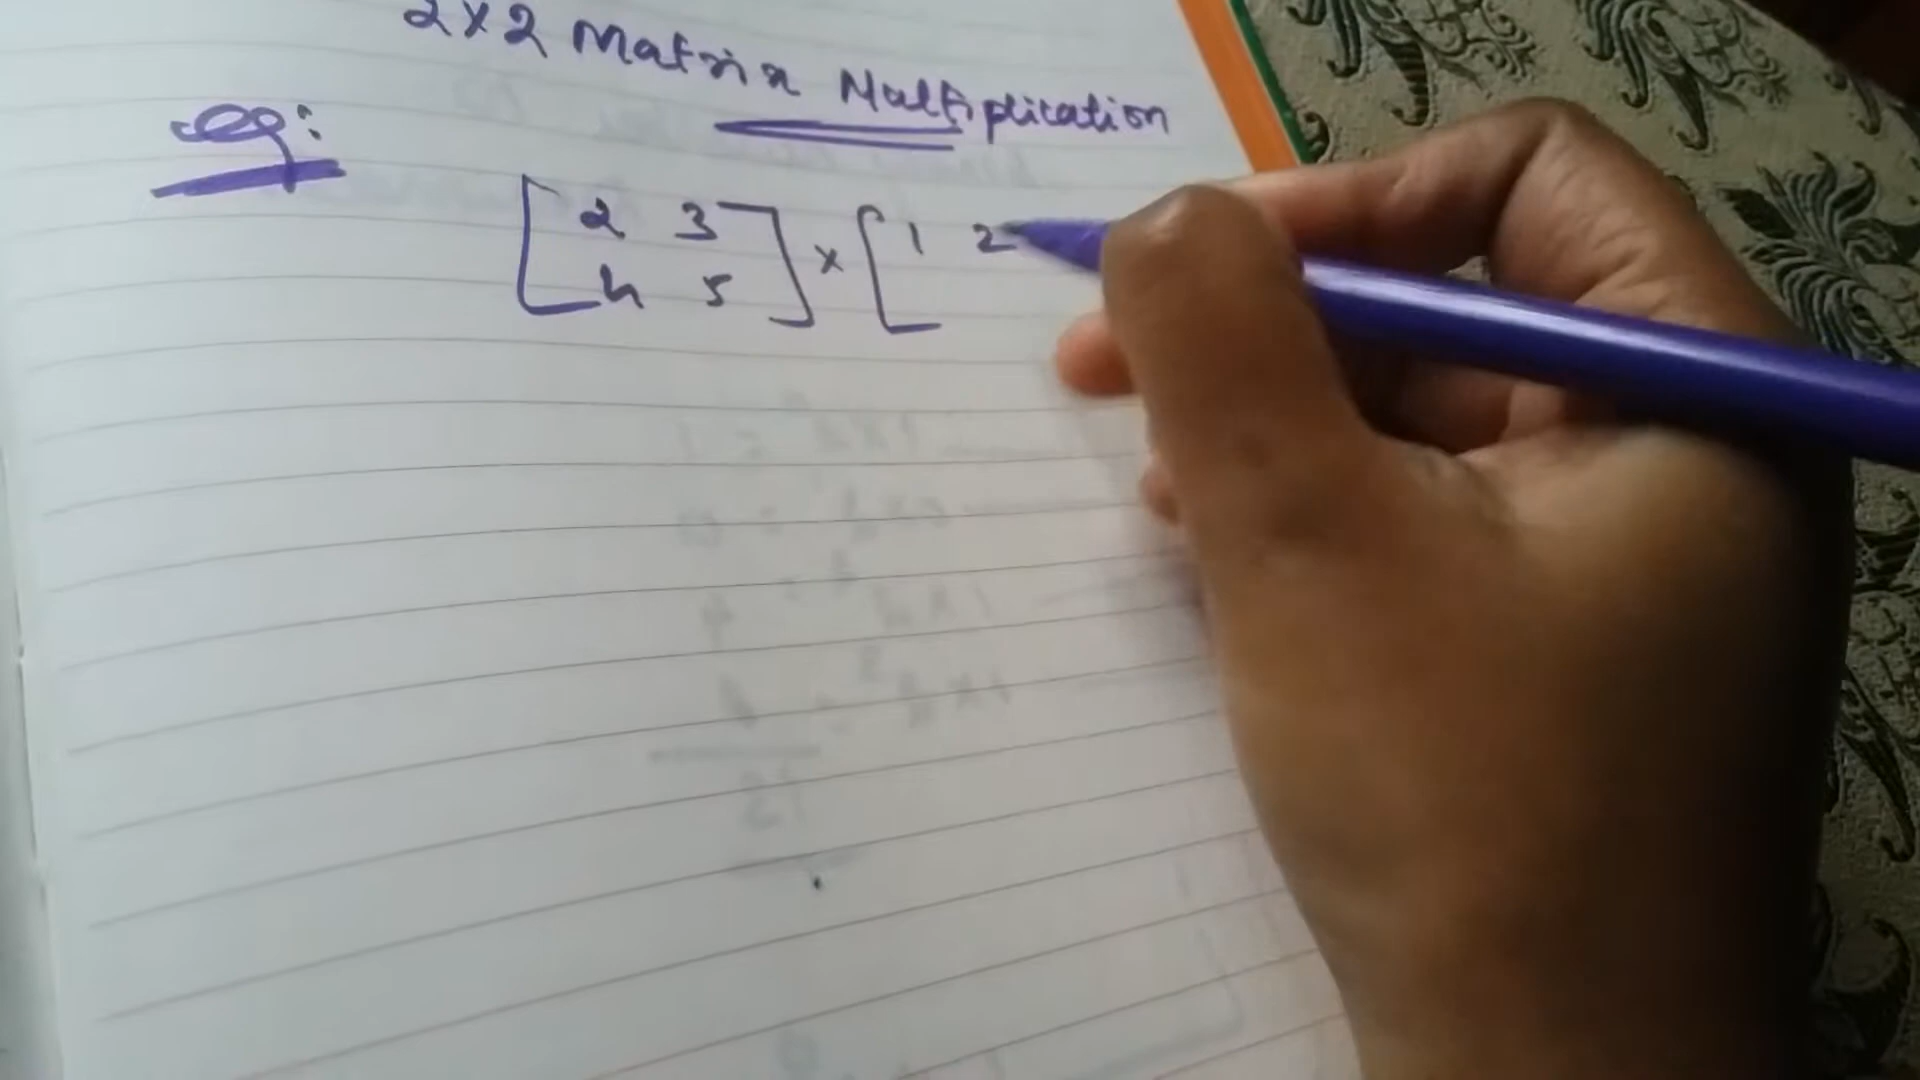 2x2 Matrix Multiplication
eg:
[ 2 3 ] x [ 1 2
4 5